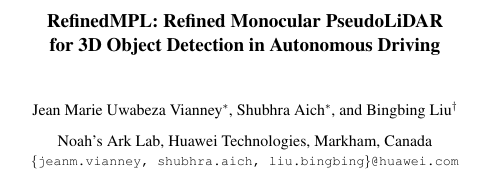 RefinedMPL: Refined Monocular PseudoLiDAR
for 3D Object Detection in Autonomous Driving
Jean Marie Uwabeza Vianney*, Shubhra Aich*, and Bingbing Liu†
Noah's Ark Lab, Huawei Technologies, Markham, Canada
{jeanm.vianney, shubhra.aich, liu.bingbing}@huawei.com